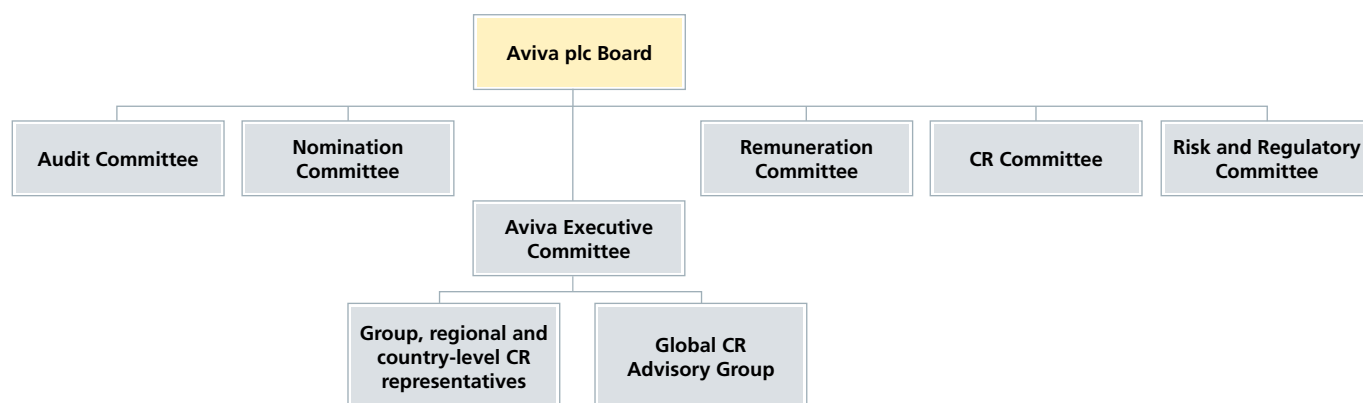 Aviva plc Board
Audit Committee
Nomination
Committee
Remuneration
Committee
CR Committee
Risk and Regulatory
Committee
Aviva Executive
Committee
Group, regional and
country-level CR
representatives
Global CR
Advisory Group